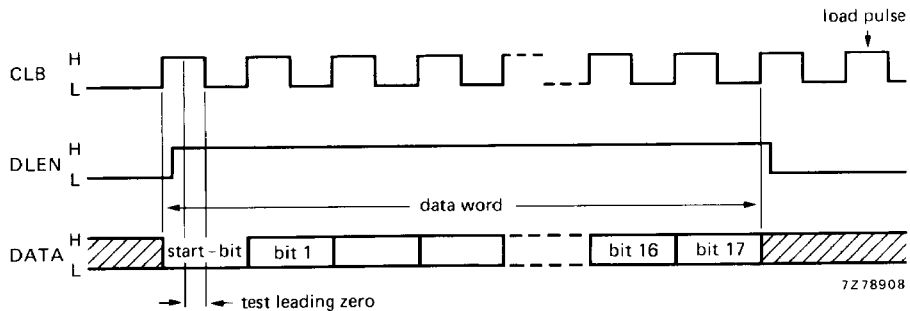 load pulse
CLB H
L
DLEN H
L
data word
DATA H
L
start-bit bit 1 bit 16 bit 17
test leading zero
7Z78908